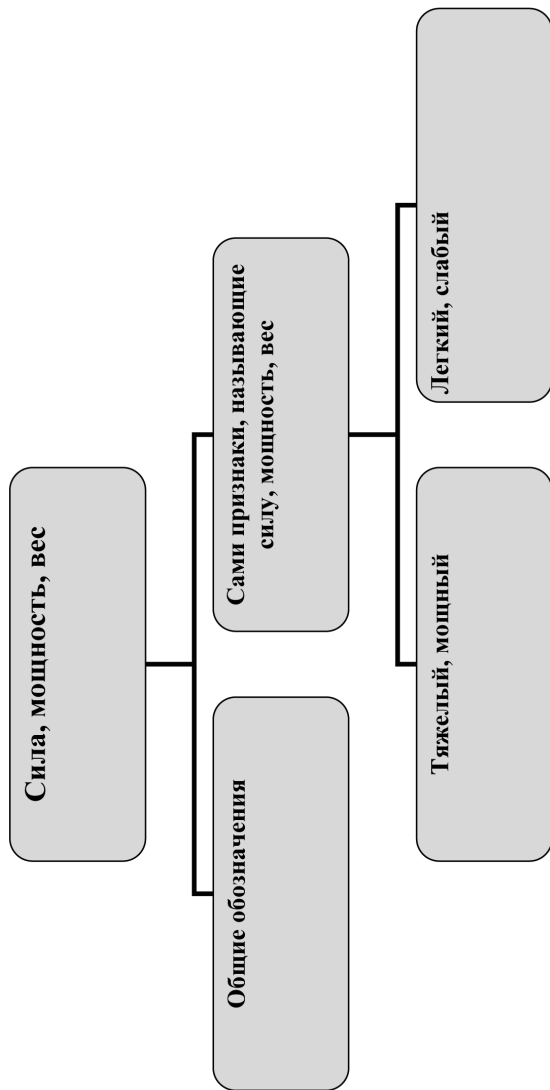 Сила, мощность, вес
Общие обозначения
Сами признаки, называющие
силу, мощность, вес
Тяжелый, мощный
Легкий, слабый